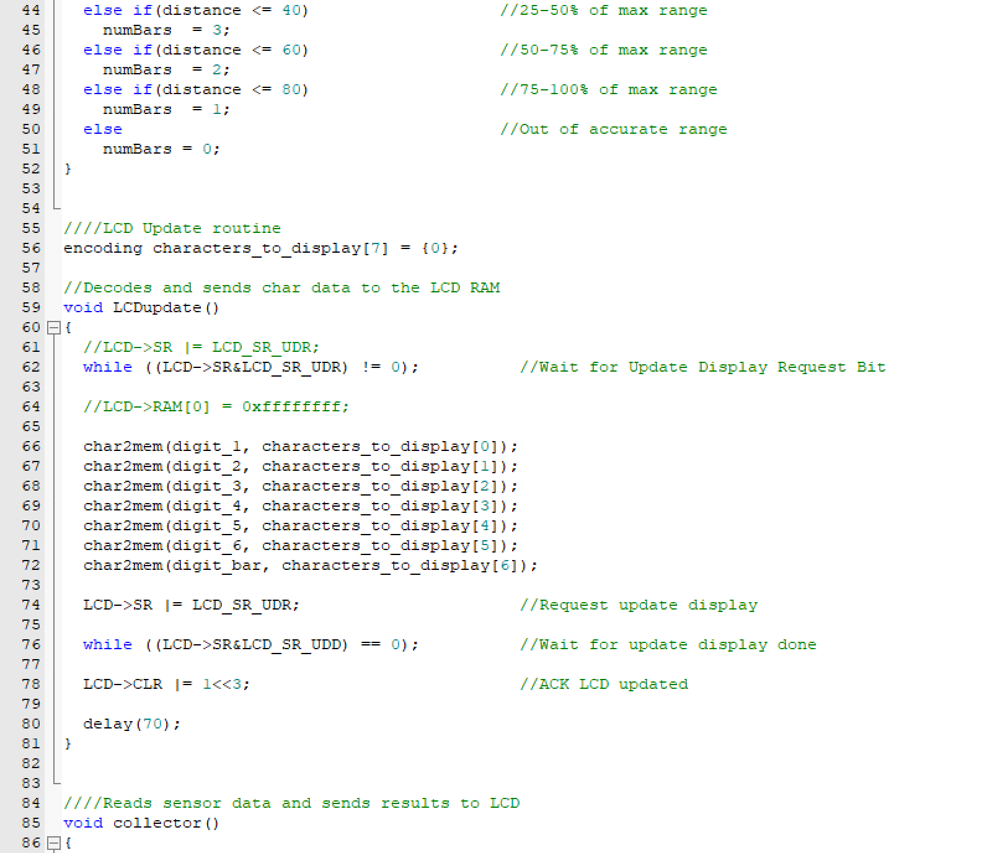 44 else if(distance <= 40) //25-50% of max range
45 numBars  = 3;
46 else if(distance <= 60) //50-75% of max range
47 numBars  = 2;
48 else if(distance <= 80) //75-100% of max range
49 numBars  = 1;
50 else //Out of accurate range
51 numBars = 0;
52 }
53
54
55 ////LCD Update routine
56 encoding characters_to_display[7] = {0};
57
58 //Decodes and sends char data to the LCD RAM
59 void LCDupdate()
60 {
61 //LCD->SR |= LCD_SR_UDR;
62 while ((LCD->SR&LCD_SR_UDR) != 0); //Wait for Update Display Request Bit
63
64 //LCD->RAM[0] = 0xffffffff;
65
66 char2mem(digit_1, characters_to_display[0]);
67 char2mem(digit_2, characters_to_display[1]);
68 char2mem(digit_3, characters_to_display[2]);
69 char2mem(digit_4, characters_to_display[3]);
70 char2mem(digit_5, characters_to_display[4]);
71 char2mem(digit_6, characters_to_display[5]);
72 char2mem(digit_bar, characters_to_display[6]);
73
74 LCD->SR |= LCD_SR_UDR; //Request update display
75
76 while ((LCD->SR&LCD_SR_UDD) == 0); //Wait for update display done
77
78 LCD->CLR |= 1<<3; //ACK LCD updated
79
80 delay(70);
81 }
82
83
84 ////Reads sensor data and sends results to LCD
85 void collector()
86 {